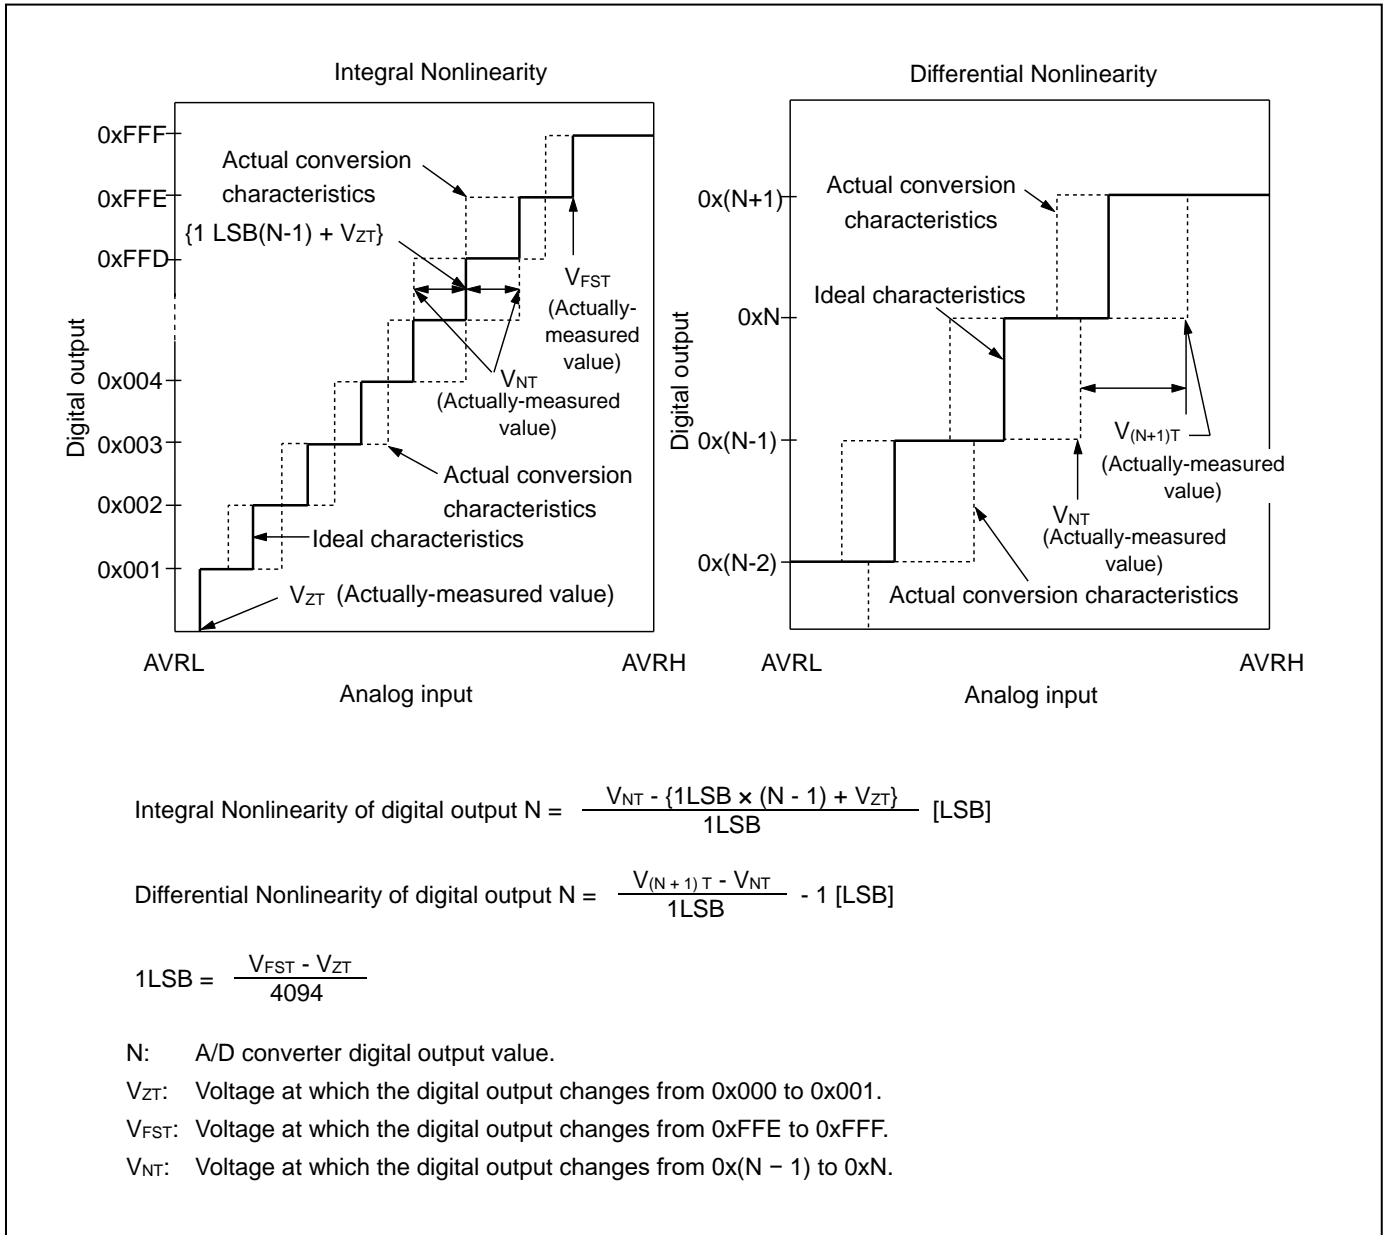 Integral Nonlinearity
0xFFF
0xFFE
0xFFD
0x004
0x003
0x002
0x001
Digital output
Actual conversion
characteristics
{1 LSB(N-1) + VZT}
VFST
(Actually-
measured
value)
VNT
(Actually-measured
value)
Actual conversion
characteristics
Ideal characteristics
VZT (Actually-measured value)
AVRL
AVRH
Analog input
Differential Nonlinearity
0x(N+1)
0xN
0x(N-1)
0x(N-2)
Digital output
Actual conversion
characteristics
Ideal characteristics
V(N+1)T
(Actually-measured
value)
VNT
(Actually-measured
value)
Actual conversion characteristics
AVRL
AVRH
Analog input
Integral Nonlinearity of digital output N = VNT - {1LSB × (N - 1) + VZT} / 1LSB [LSB]
Differential Nonlinearity of digital output N = V(N + 1) T - VNT / 1LSB - 1 [LSB]
1LSB = VFST - VZT / 4094
N: A/D converter digital output value.
VZT: Voltage at which the digital output changes from 0x000 to 0x001.
VFST: Voltage at which the digital output changes from 0xFFE to 0xFFF.
VNT: Voltage at which the digital output changes from 0x(N − 1) to 0xN.